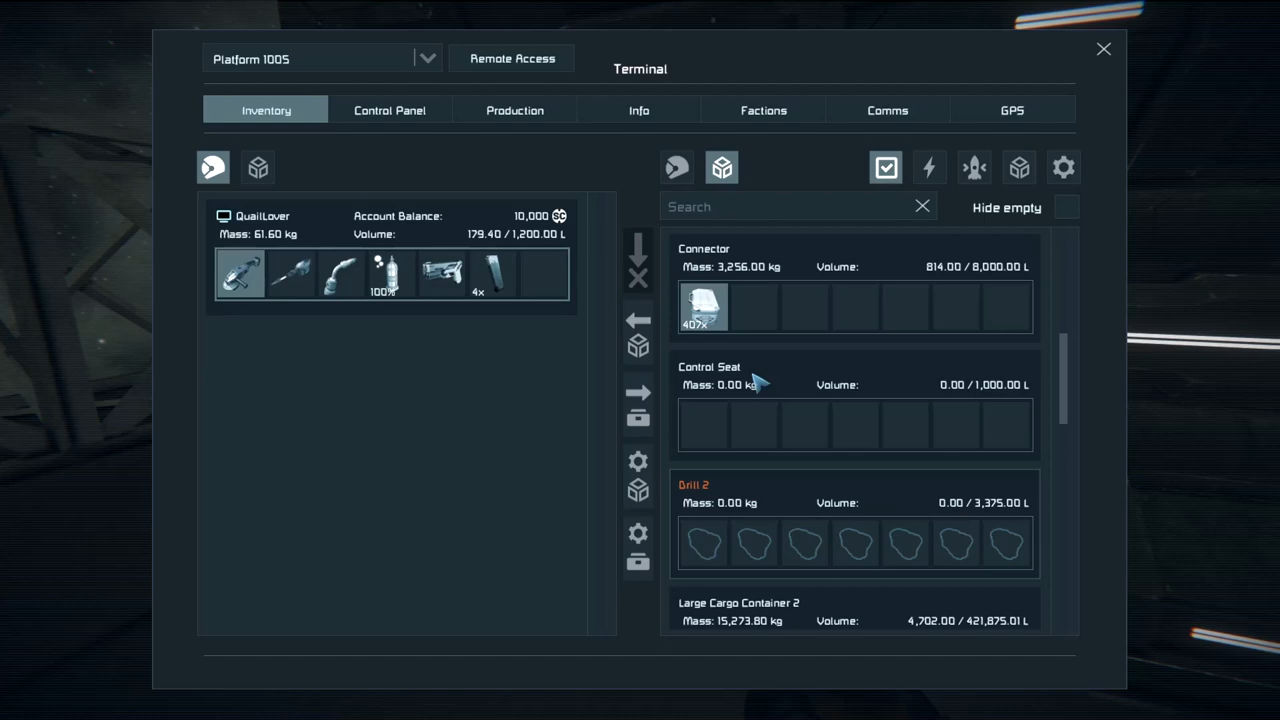 Platform 1005
Remote Access
Terminal
Inventory
Control Panel
Production
Info
Factions
Comms
GPS
QuailLover
Account Balance:
10,000 SC
Mass: 61.60 kg
Volume:
179.40 / 1,200.00 L
100%
4x
Search
Hide empty
Connector
Mass: 3,256.00 kg
Volume:
814.00 / 8,000.00 L
407x
Control Seat
Mass: 0.00 kg
Volume:
0.00 / 1,000.00 L
Drill 2
Mass: 0.00 kg
Volume:
0.00 / 3,375.00 L
Large Cargo Container 2
Mass: 15,273.80 kg
Volume:
4,702.00 / 421,875.01 L